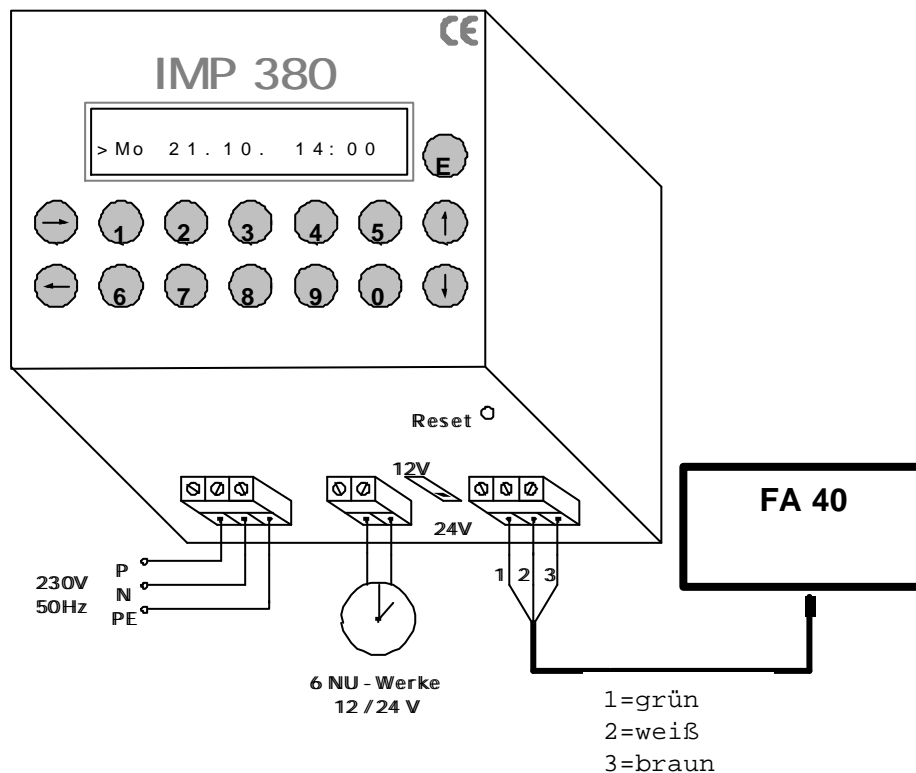 CE
IMP 380
>Mo 21.10. 14:00
E
→ 1 2 3 4 5 ↑
← 6 7 8 9 0 ↓
Reset
12V
24V
FA 40
230V
50Hz
P
N
PE
1 2 3
6 NU - Werke
12 / 24 V
1=grün
2=weiß
3=braun